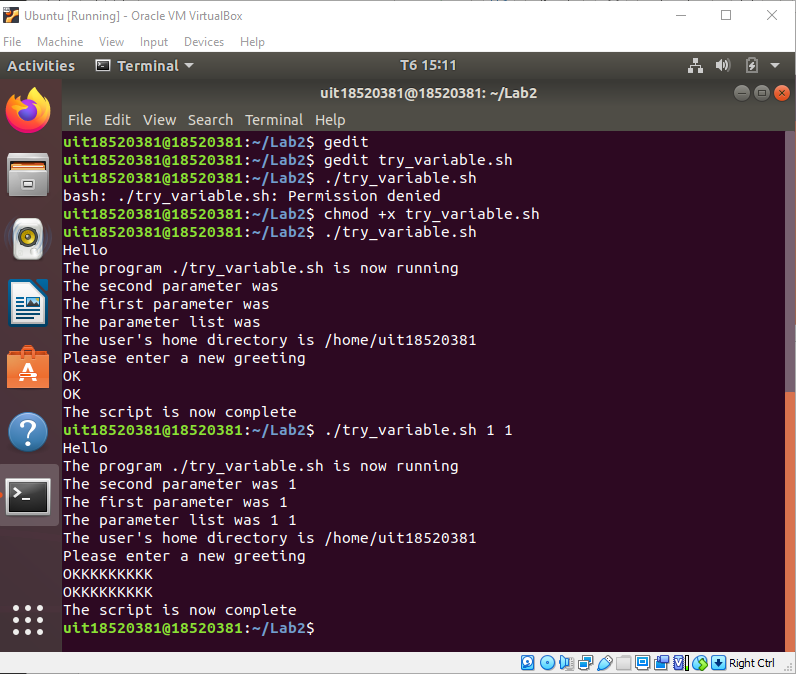 Ubuntu [Running] - Oracle VM VirtualBox
File Machine View Input Devices Help
Activities Terminal T6 15:11
uit18520381@18520381: ~/Lab2
File Edit View Search Terminal Help
uit18520381@18520381:~/Lab2$ gedit
uit18520381@18520381:~/Lab2$ gedit try_variable.sh
uit18520381@18520381:~/Lab2$ ./try_variable.sh
bash: ./try_variable.sh: Permission denied
uit18520381@18520381:~/Lab2$ chmod +x try_variable.sh
uit18520381@18520381:~/Lab2$ ./try_variable.sh
Hello
The program ./try_variable.sh is now running
The second parameter was
The first parameter was
The parameter list was
The user's home directory is /home/uit18520381
Please enter a new greeting
OK
OK
The script is now complete
uit18520381@18520381:~/Lab2$ ./try_variable.sh 1 1
Hello
The program ./try_variable.sh is now running
The second parameter was 1
The first parameter was 1
The parameter list was 1 1
The user's home directory is /home/uit18520381
Please enter a new greeting
OKKKKKKKKK
OKKKKKKKKK
The script is now complete
uit18520381@18520381:~/Lab2$
Right Ctrl